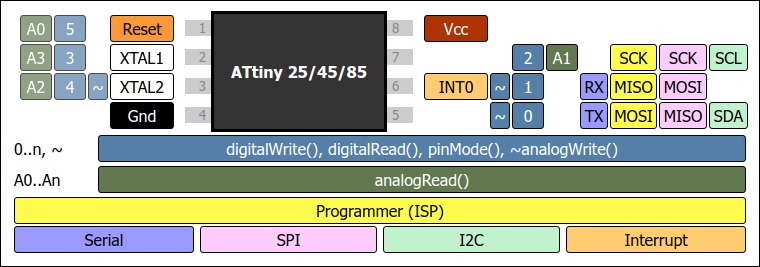 A0 5 Reset 1 8 Vcc
A3 3 XTAL1 2 ATtiny 25/45/85 7 2 A1 SCK SCK SCL
A2 4 ~ XTAL2 3 6 INT0 ~ 1 RX MISO MOSI
Gnd 4 5 ~ 0 TX MOSI MISO SDA
0..n, ~ digitalWrite(), digitalRead(), pinMode(), ~analogWrite()
A0..An analogRead()
Programmer (ISP)
Serial SPI I2C Interrupt